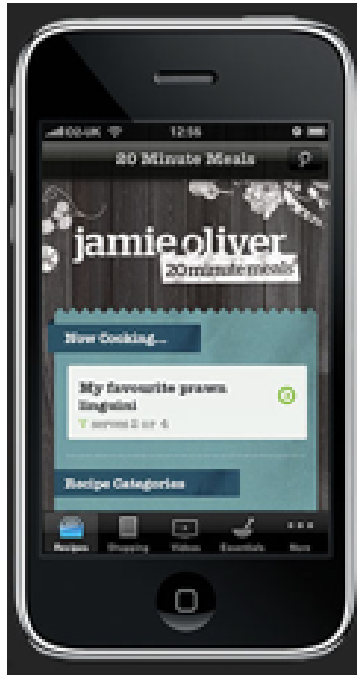 O2-UK 12:56
20 Minute Meals
jamie oliver
20 minute meals
Now Cooking...
My favourite prawn
linguini
serves 2 or 4
Recipe Categories
Recipes Shopping Videos Essentials More